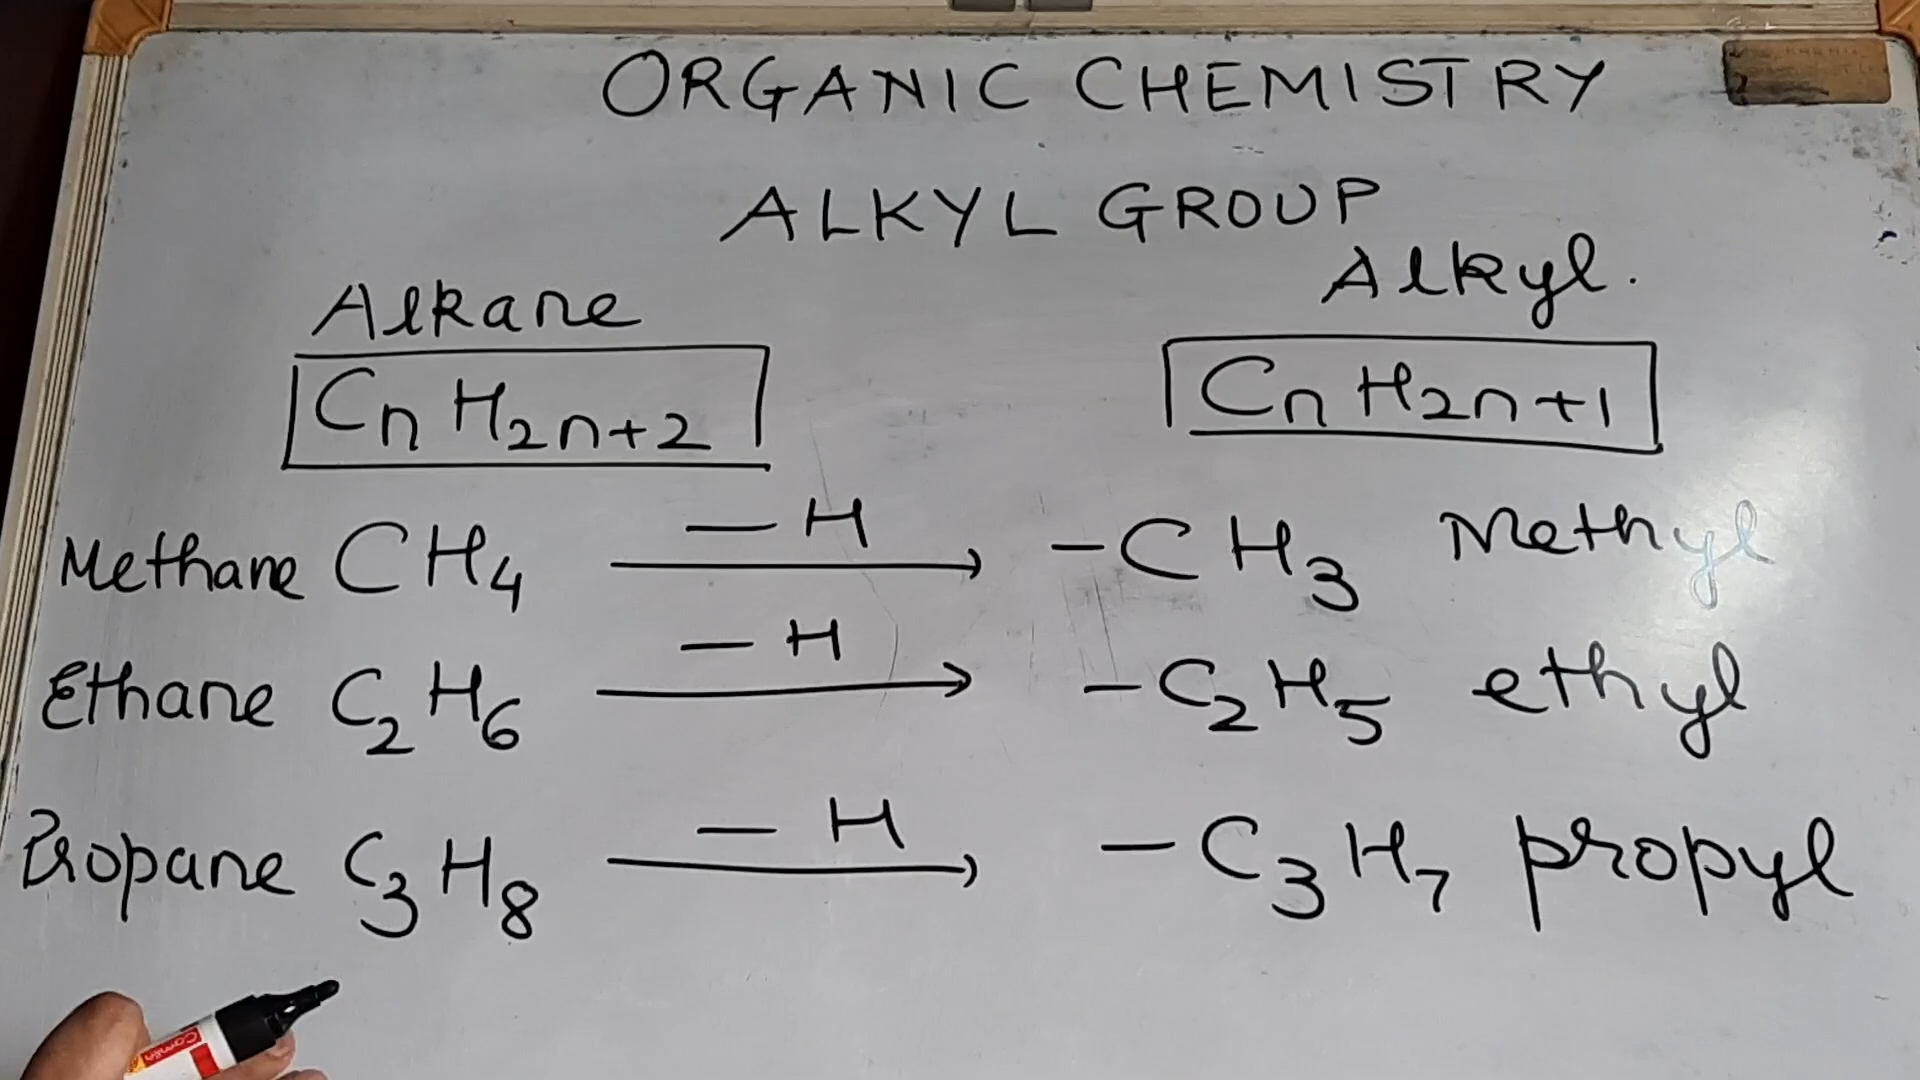 ORGANIC CHEMISTRY
ALKYL GROUP
Alkane Alkyl.
CnH2n+2 CnH2n+1
Methane CH4 — H → -CH3 Methyl
Ethane C2H6 — H → -C2H5 ethyl
Propane C3H8 — H → -C3H7 propyl
Camlin